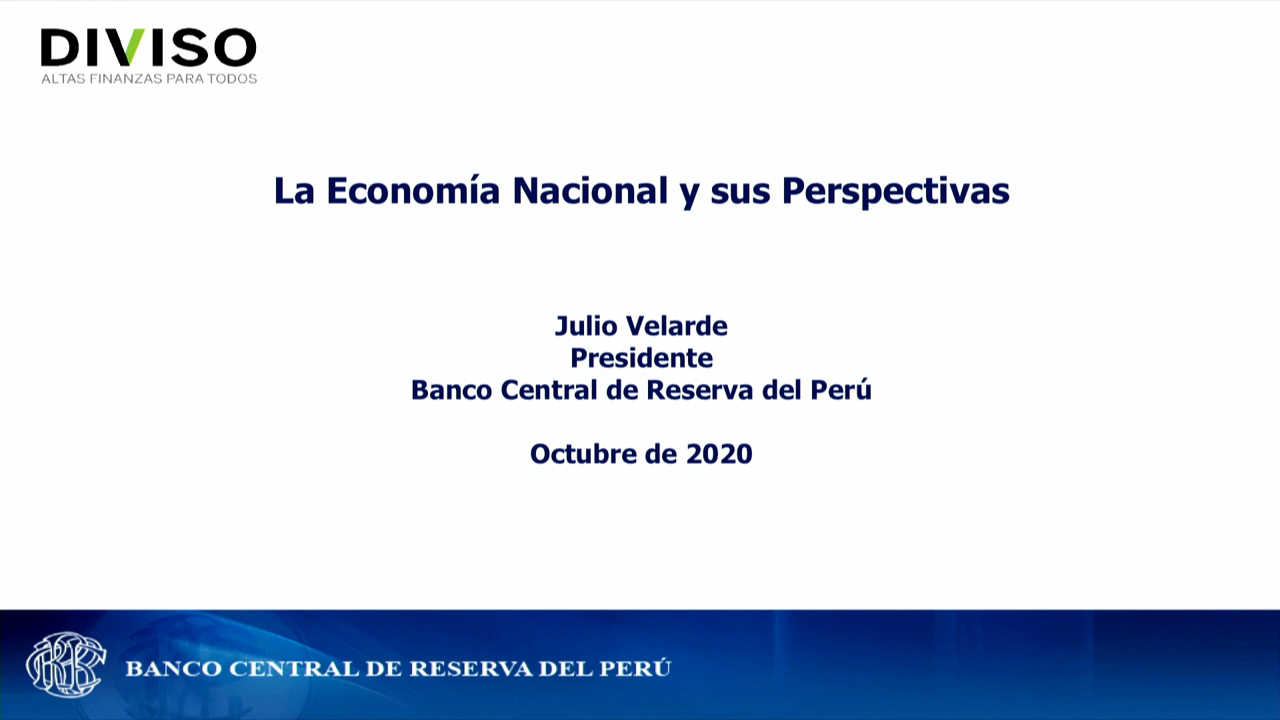 DIVISO
ALTAS FINANZAS PARA TODOS
La Economía Nacional y sus Perspectivas
Julio Velarde
Presidente
Banco Central de Reserva del Perú
Octubre de 2020
BANCO CENTRAL DE RESERVA DEL PERÚ